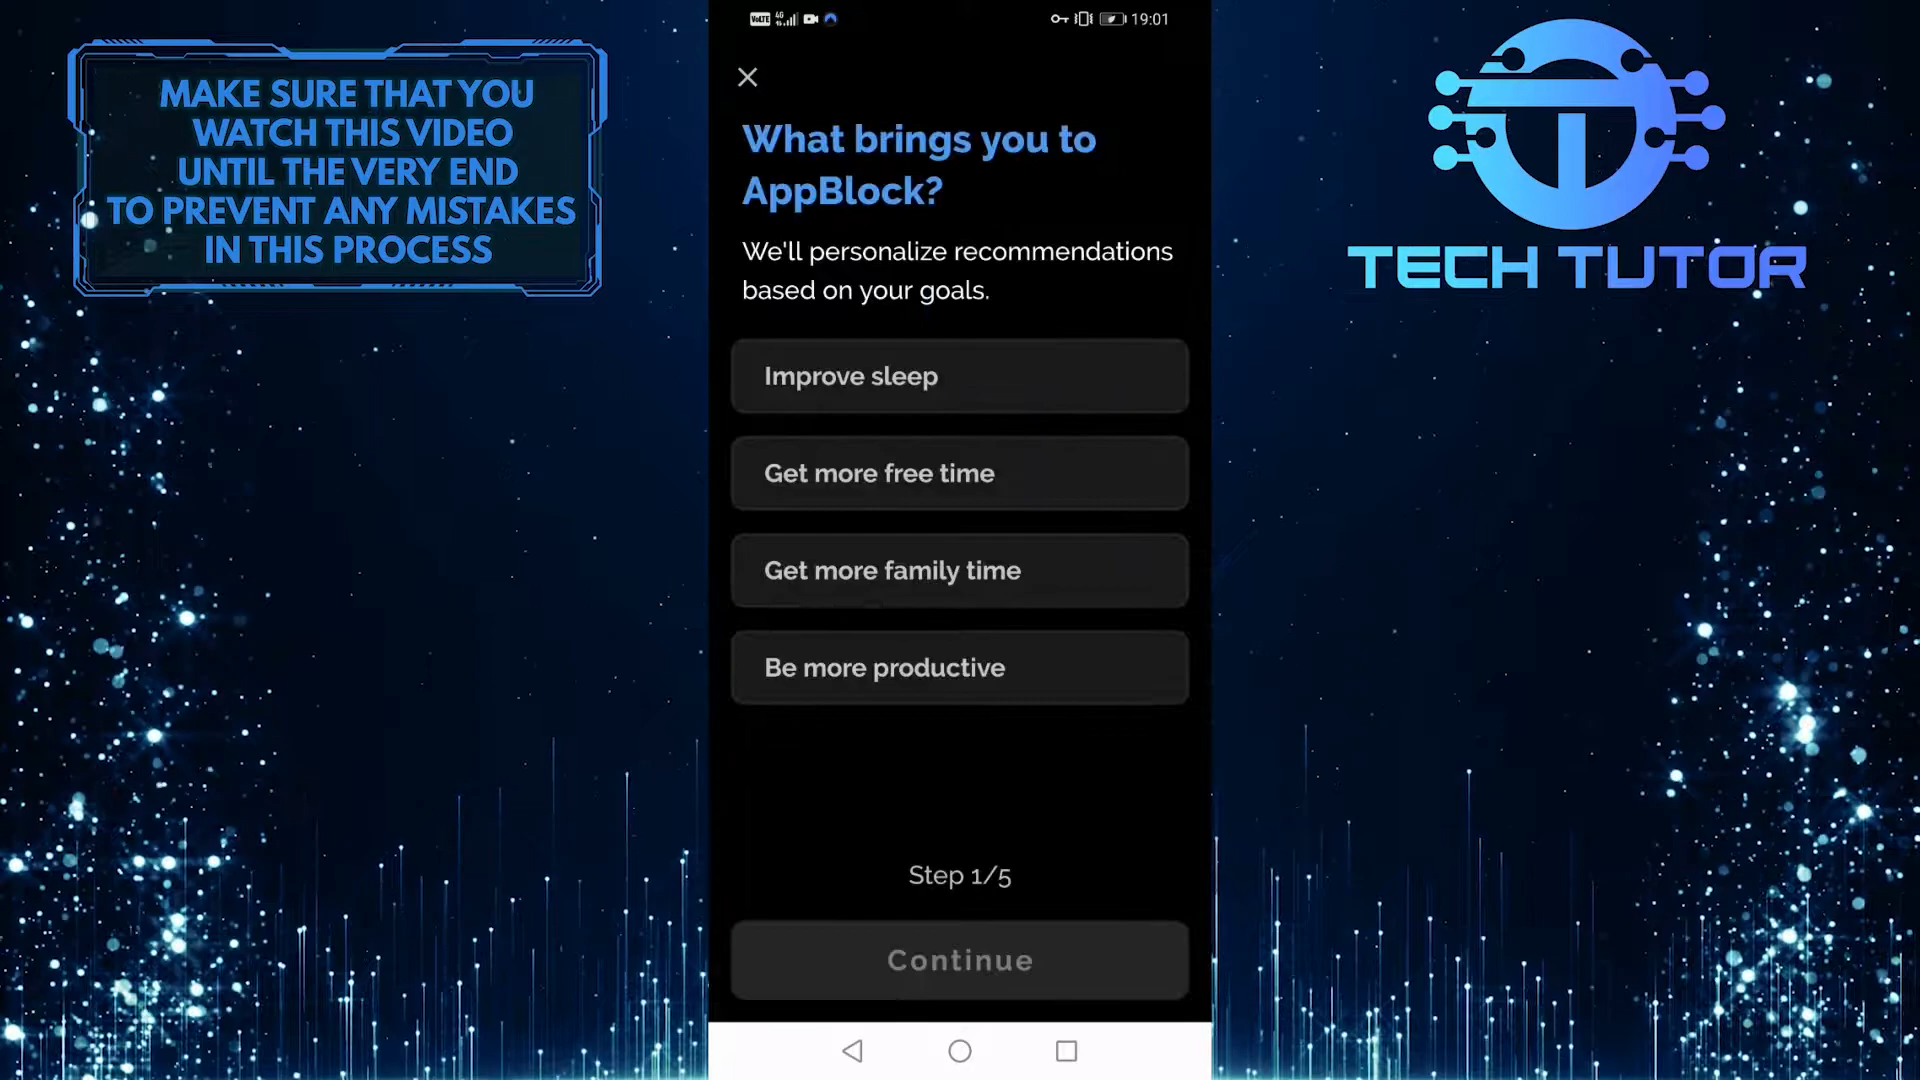 MAKE SURE THAT YOU
WATCH THIS VIDEO
UNTIL THE VERY END
TO PREVENT ANY MISTAKES
IN THIS PROCESS
VoLTE 4G 19:01
What brings you to
AppBlock?
We'll personalize recommendations
based on your goals.
Improve sleep
Get more free time
Get more family time
Be more productive
Step 1/5
Continue
TECH TUTOR